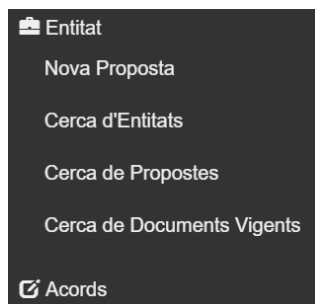 Entitat
Nova Proposta
Cerca d'Entitats
Cerca de Propostes
Cerca de Documents Vigents
Acords